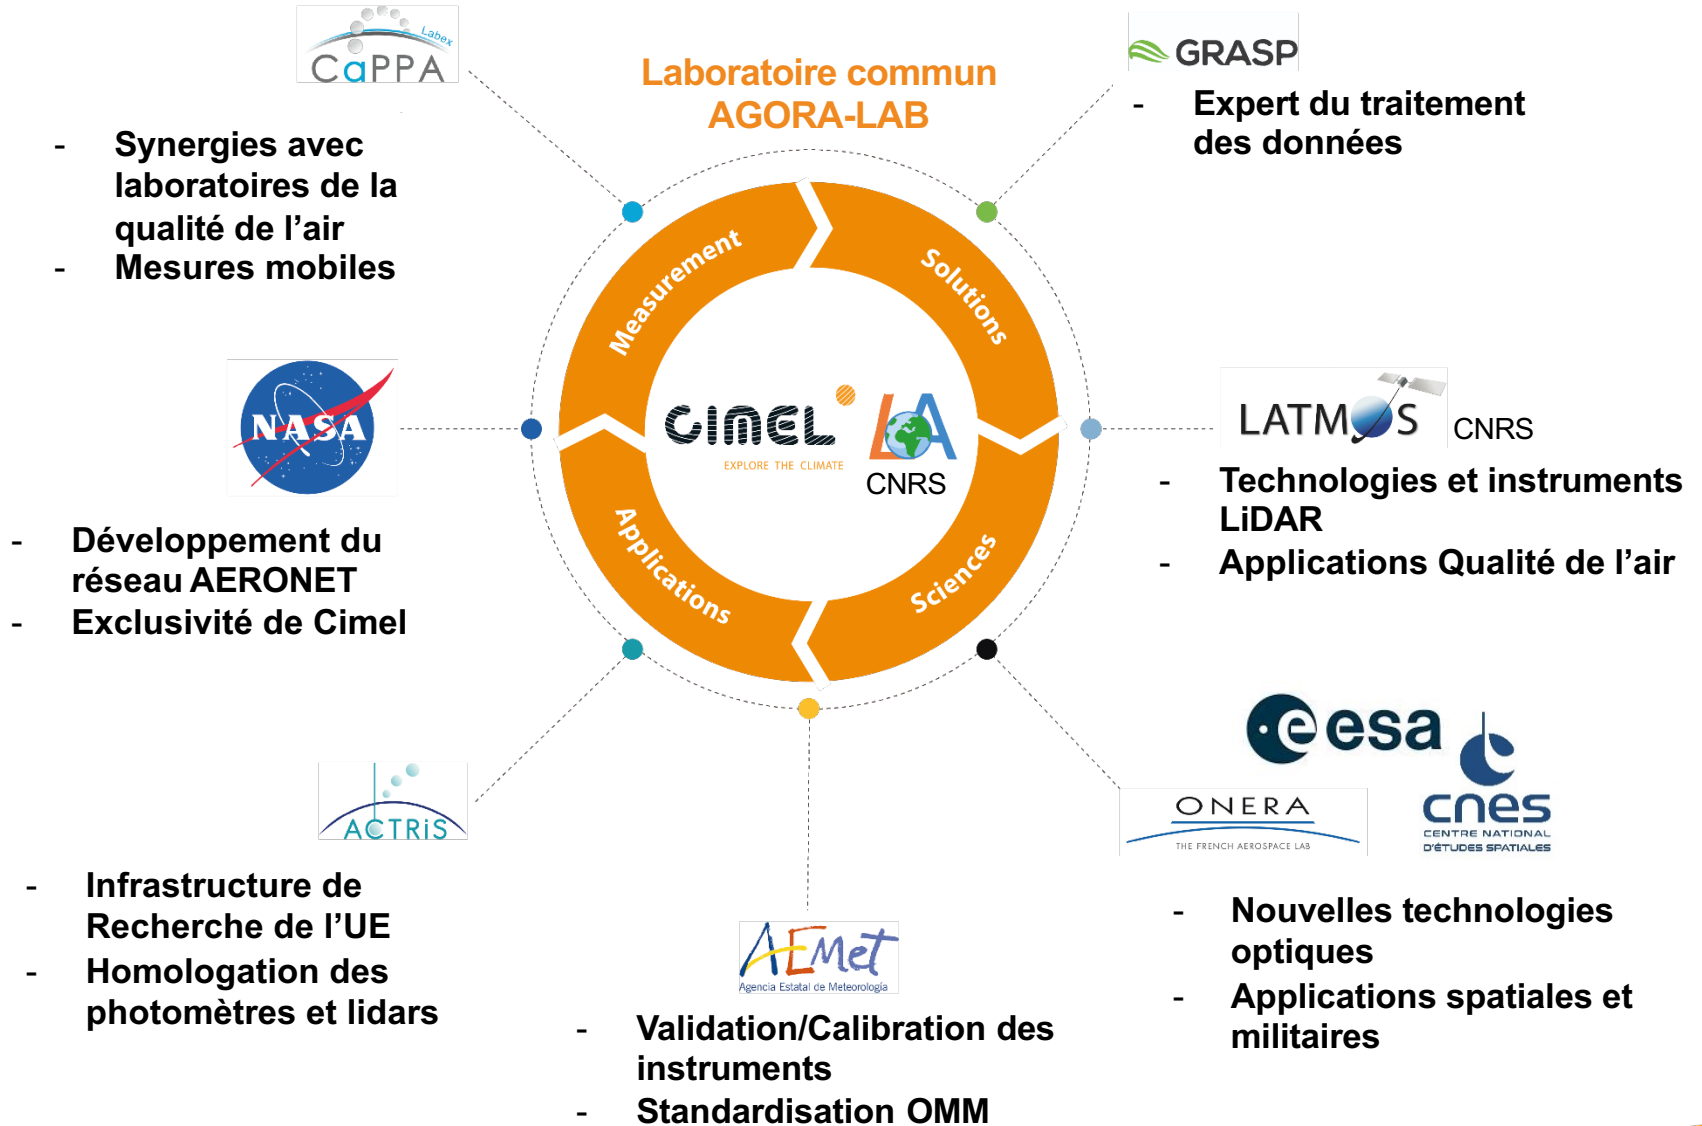 Labex
CaPPA
- Synergies avec
laboratoires de la
qualité de l'air
- Mesures mobiles
Laboratoire commun
AGORA-LAB
GRASP
- Expert du traitement
des données
Measurement
Solutions
Applications
Sciences
CIMEL
EXPLORE THE CLIMATE
LOA
CNRS
NASA
- Développement du
réseau AERONET
- Exclusivité de Cimel
LATMOS
CNRS
- Technologies et instruments
LiDAR
- Applications Qualité de l'air
ACTRiS
- Infrastructure de
Recherche de l'UE
- Homologation des
photomètres et lidars
AEMet
Agencia Estatal de Meteorología
- Validation/Calibration des
instruments
- Standardisation OMM
esa
ONERA
THE FRENCH AEROSPACE LAB
cnes
CENTRE NATIONAL
D'ÉTUDES SPATIALES
- Nouvelles technologies
optiques
- Applications spatiales et
militaires